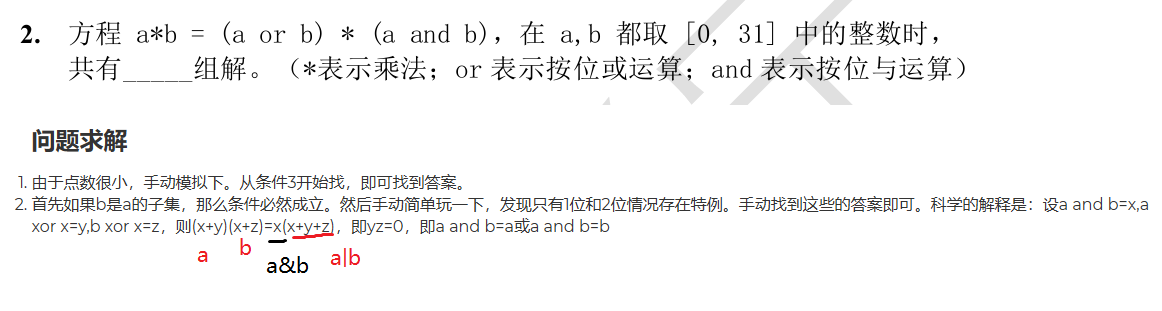 2. 方程 a*b = (a or b) * (a and b)，在 a,b 都取 [0, 31] 中的整数时，
共有_____组解。（*表示乘法；or 表示按位或运算；and 表示按位与运算）
问题求解
1. 由于点数很小，手动模拟下。从条件3开始找，即可找到答案。
2. 首先如果b是a的子集，那么条件必然成立。然后手动简单玩一下，发现只有1位和2位情况存在特例。手动找到这些的答案即可。科学的解释是：设a and b=x,a
xor x=y,b xor x=z，则(x+y)(x+z)=x(x+y+z)，即yz=0，即a and b=a或a and b=b
a b a&b a|b